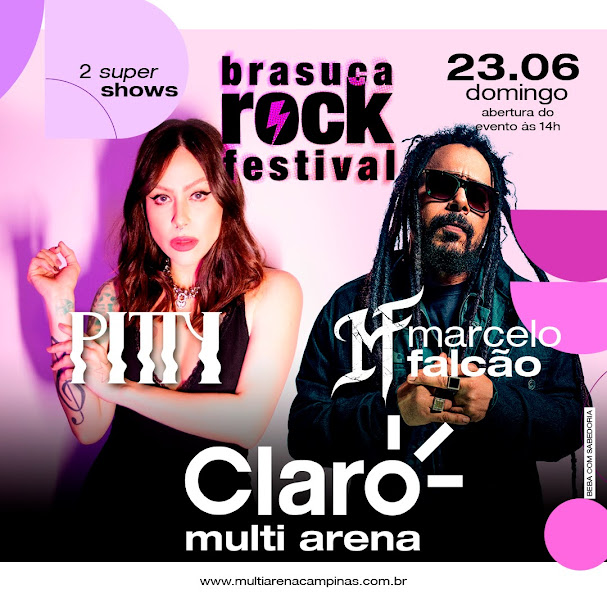 2 super
shows
brasuca
rock
festival
23.06
domingo
abertura do
evento às 14h
PITTY
MF marcelo
falcão
Claro
multi arena
BEBA COM SABEDORIA
www.multiarenacampinas.com.br